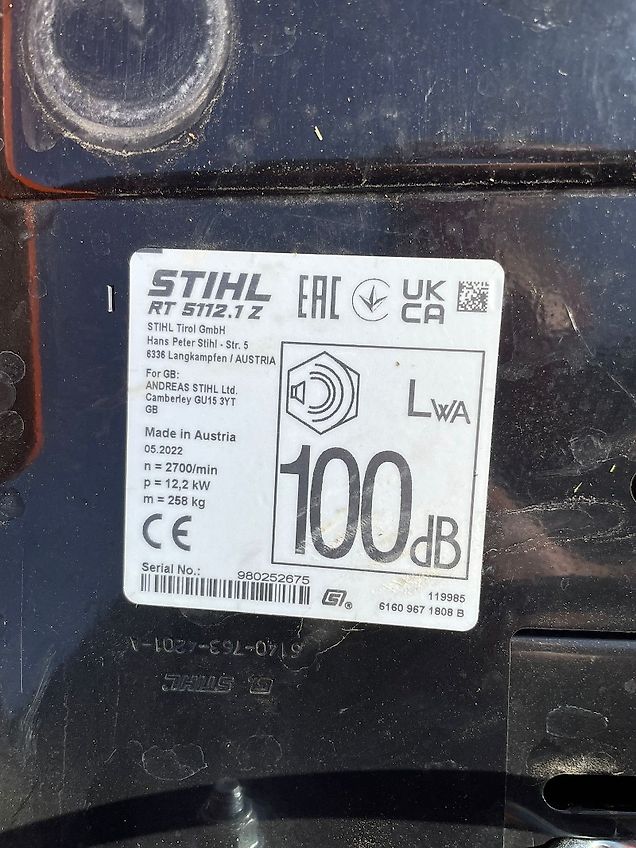 STIHL
RT 5112.1 Z
EAC
UK
CA
STIHL Tirol GmbH
Hans Peter Stihl - Str. 5
6336 Langkampfen / AUSTRIA
For GB:
ANDREAS STIHL Ltd.
Camberley GU15 3YT
GB
Made in Austria
05.2022
n = 2700/min
p = 12,2 kW
m = 258 kg
CE
LWA
100dB
Serial No.:
980252675
119985
6160 967 1808 B
6140-763-4201-A
STIHL